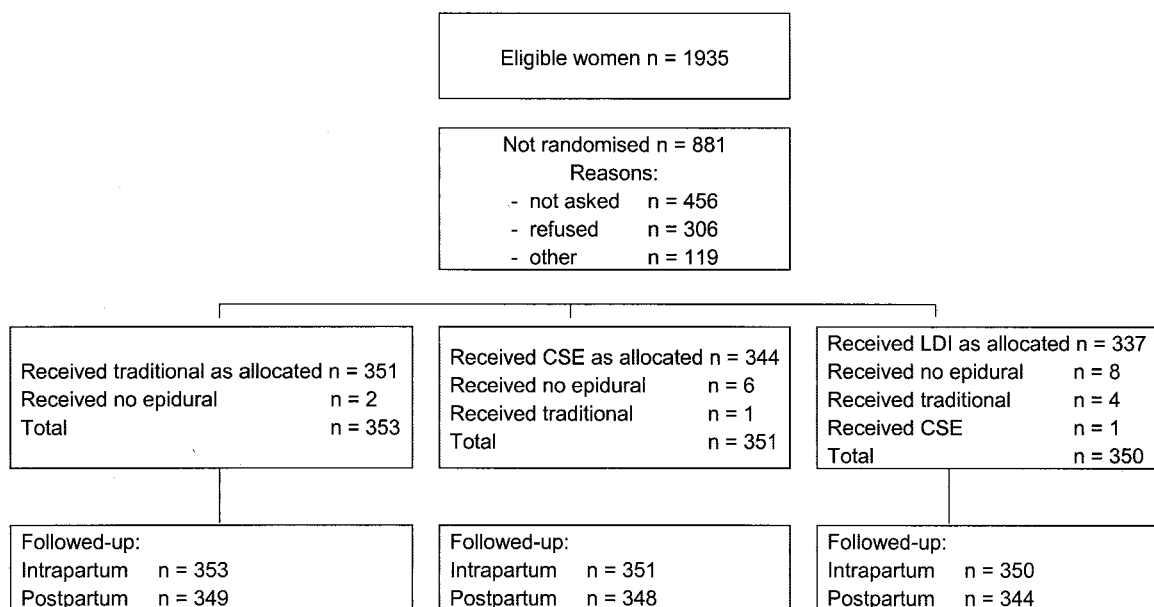 Eligible women n = 1935
Not randomised n = 881
Reasons:
- not asked n = 456
- refused n = 306
- other n = 119
Received traditional as allocated n = 351
Received no epidural n = 2
Total n = 353
Received CSE as allocated n = 344
Received no epidural n = 6
Received traditional n = 1
Total n = 351
Received LDI as allocated n = 337
Received no epidural n = 8
Received traditional n = 4
Received CSE n = 1
Total n = 350
Followed-up:
Intrapartum n = 353
Postpartum n = 349
Followed-up:
Intrapartum n = 351
Postpartum n = 348
Followed-up:
Intrapartum n = 350
Postpartum n = 344